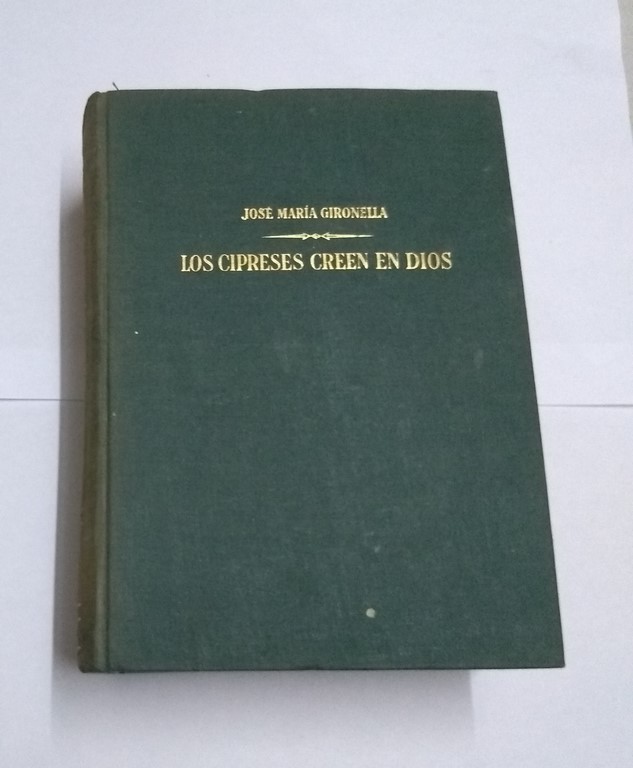 JOSÉ MARÍA GIRONELLA
LOS CIPRESES CREEN EN DIOS